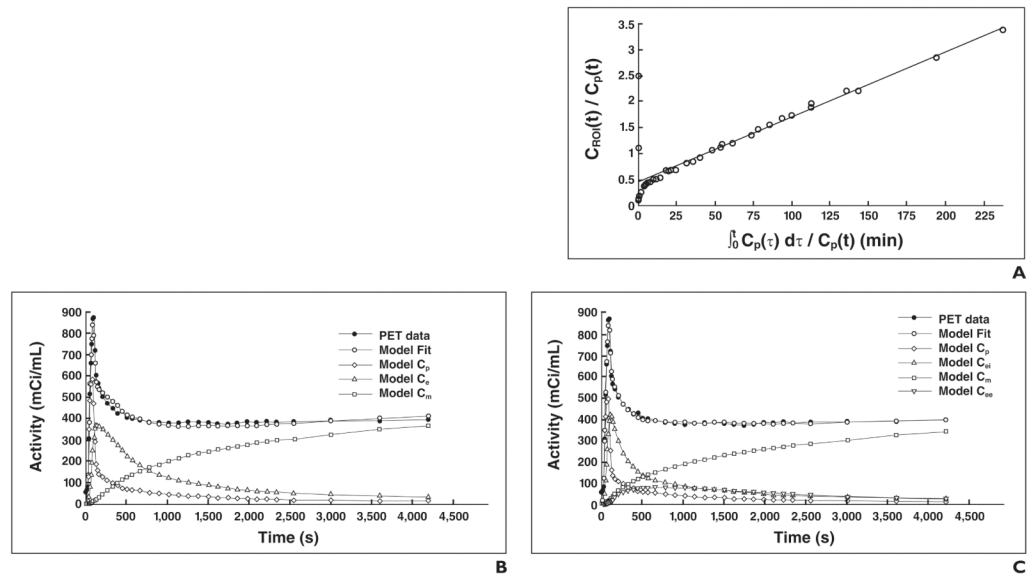 3.5
3
2.5
2
1.5
1
0.5
0
C_ROI(t) / C_p(t)
0 25 50 75 100 125 150 175 200 225
∫₀ᵗ C_p(τ) dτ / C_p(t) (min)
A
900
800
700
600
500
400
300
200
100
0
Activity (mCi/mL)
PET data
Model Fit
Model C_p
Model C_e
Model C_m
0 500 1,000 1,500 2,000 2,500 3,000 3,500 4,000 4,500
Time (s)
B
900
800
700
600
500
400
300
200
100
0
Activity (mCi/mL)
PET data
Model Fit
Model C_p
Model C_ei
Model C_m
Model C_ee
0 500 1,000 1,500 2,000 2,500 3,000 3,500 4,000 4,500
Time (s)
C